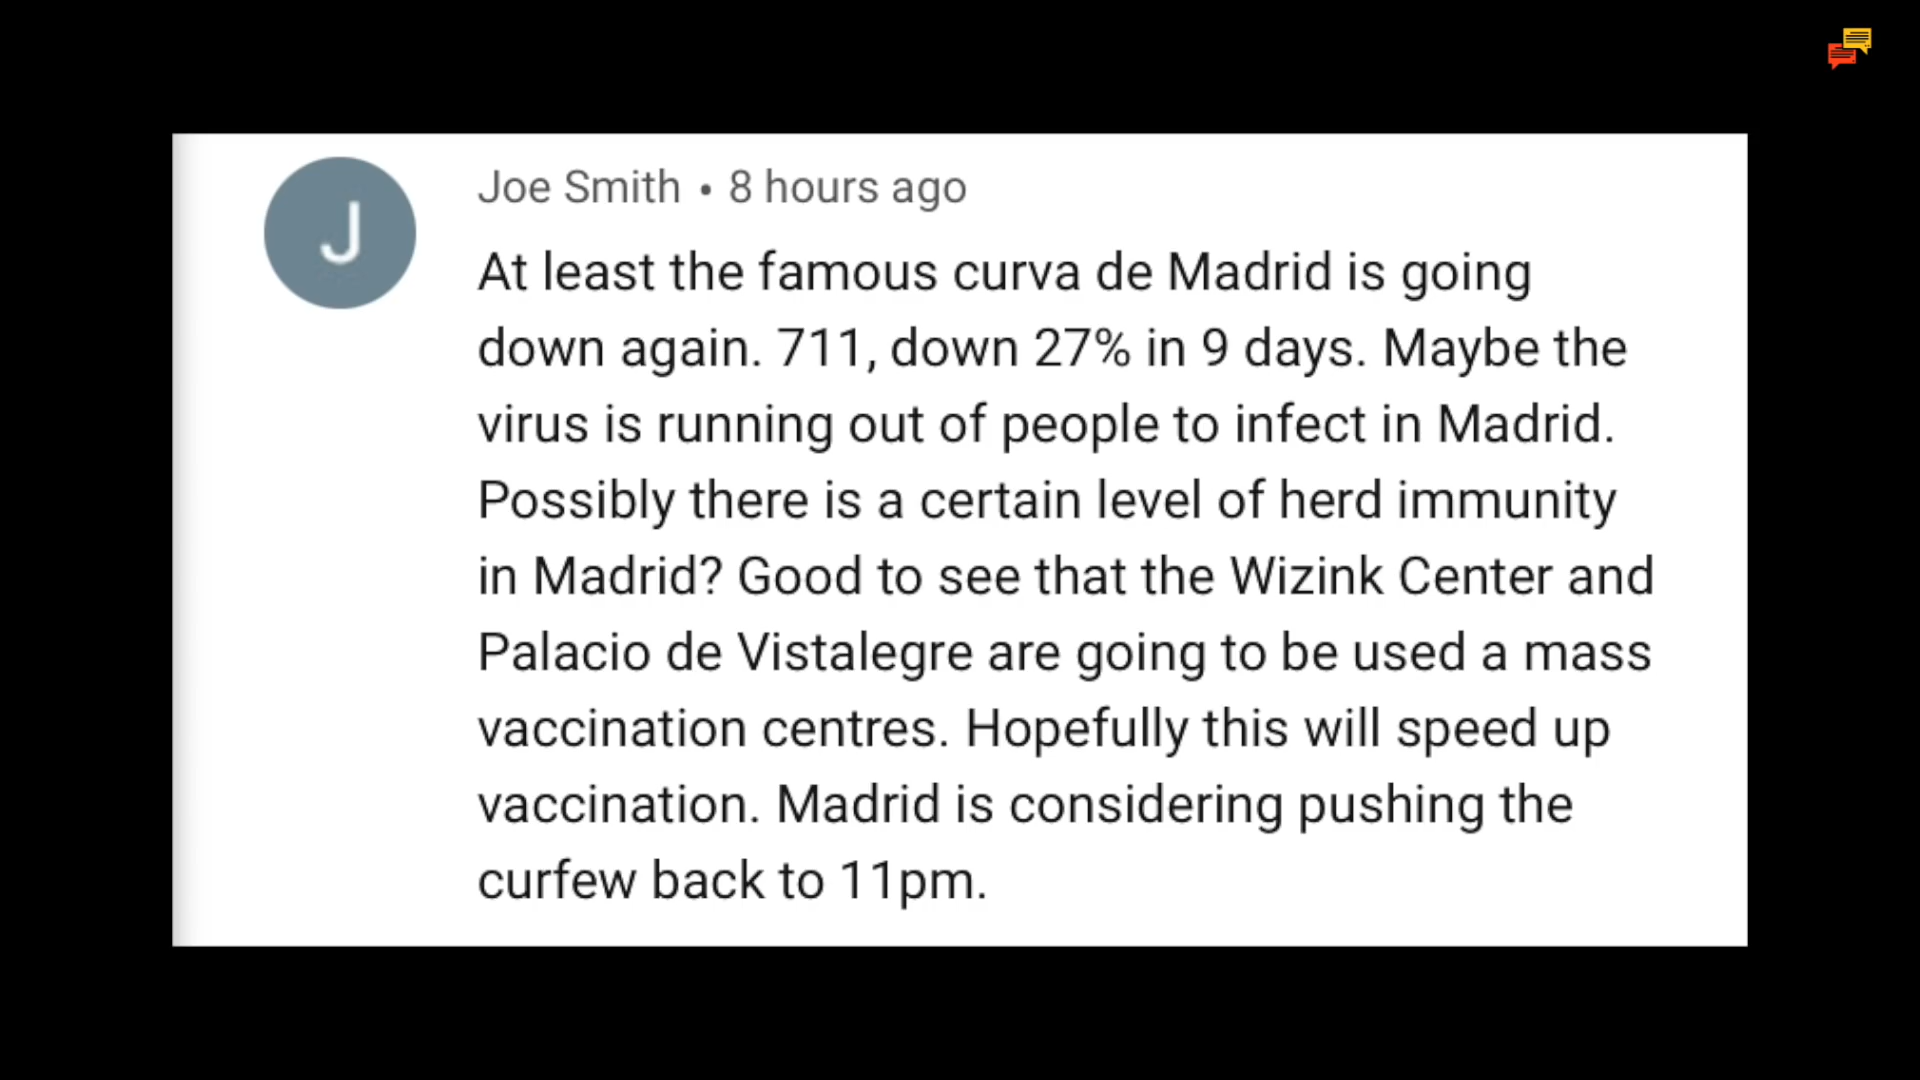 J
Joe Smith • 8 hours ago
At least the famous curva de Madrid is going
down again. 711, down 27% in 9 days. Maybe the
virus is running out of people to infect in Madrid.
Possibly there is a certain level of herd immunity
in Madrid? Good to see that the Wizink Center and
Palacio de Vistalegre are going to be used a mass
vaccination centres. Hopefully this will speed up
vaccination. Madrid is considering pushing the
curfew back to 11pm.